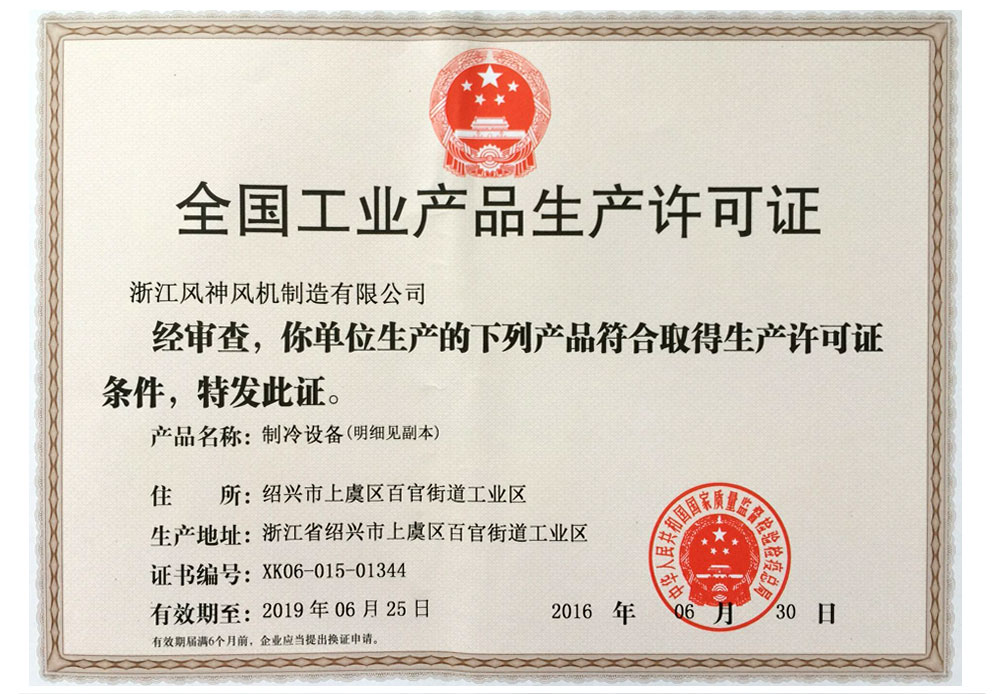 全国工业产品生产许可证
浙江风神风机制造有限公司
经审查，你单位生产的下列产品符合取得生产许可证
条件，特发此证。
产品名称：制冷设备(明细见副本)
住　　所：绍兴市上虞区百官街道工业区
生产地址：浙江省绍兴市上虞区百官街道工业区
证书编号：XK06-015-01344
有效期至：2019 年 06 月 25 日
2016 年 06 月 30 日
有效期届满6个月前，企业应当提出换证申请。
中华人民共和国国家质量监督检验检疫总局